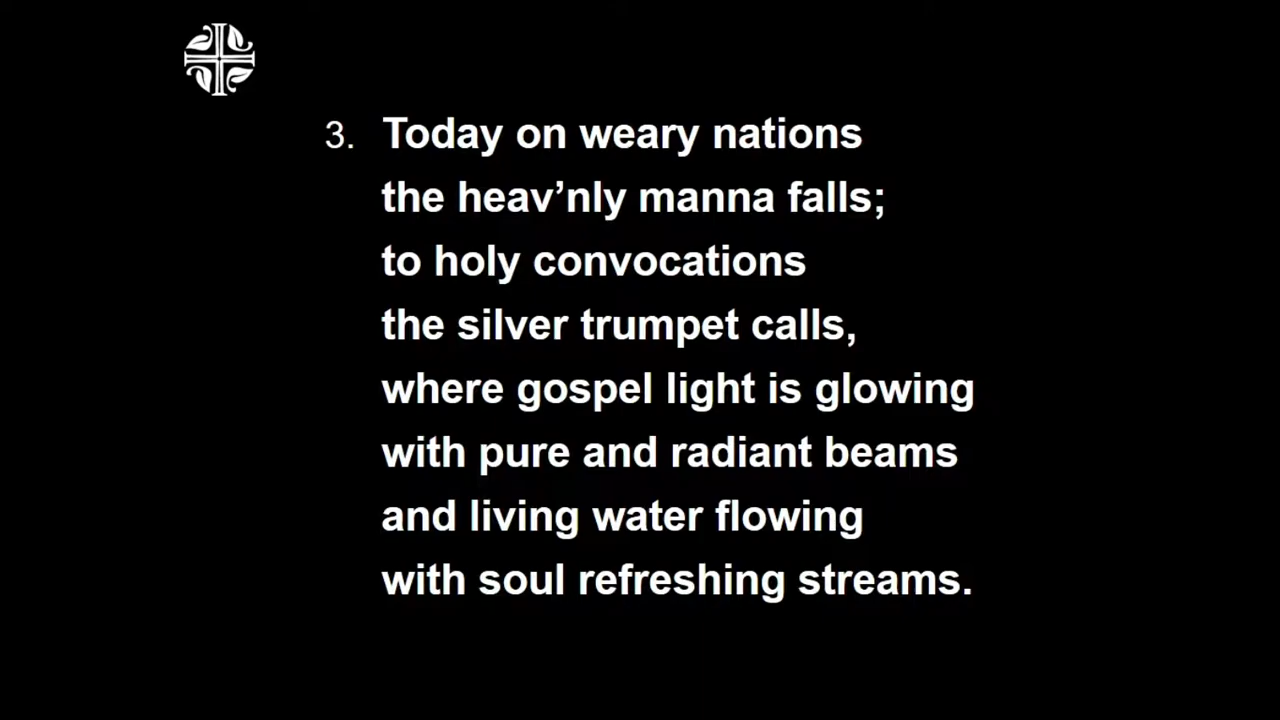 3. Today on weary nations
the heav’nly manna falls;
to holy convocations
the silver trumpet calls,
where gospel light is glowing
with pure and radiant beams
and living water flowing
with soul refreshing streams.